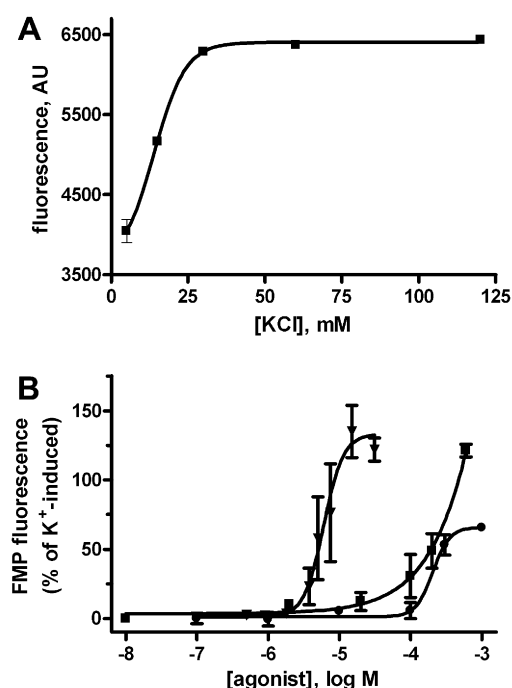 A
fluorescence, AU
6500
5500
4500
3500
0 25 50 75 100 125
[KCl], mM
B
FMP fluorescence
(% of K+-induced)
150
100
50
0
-8 -7 -6 -5 -4 -3
[agonist], log M